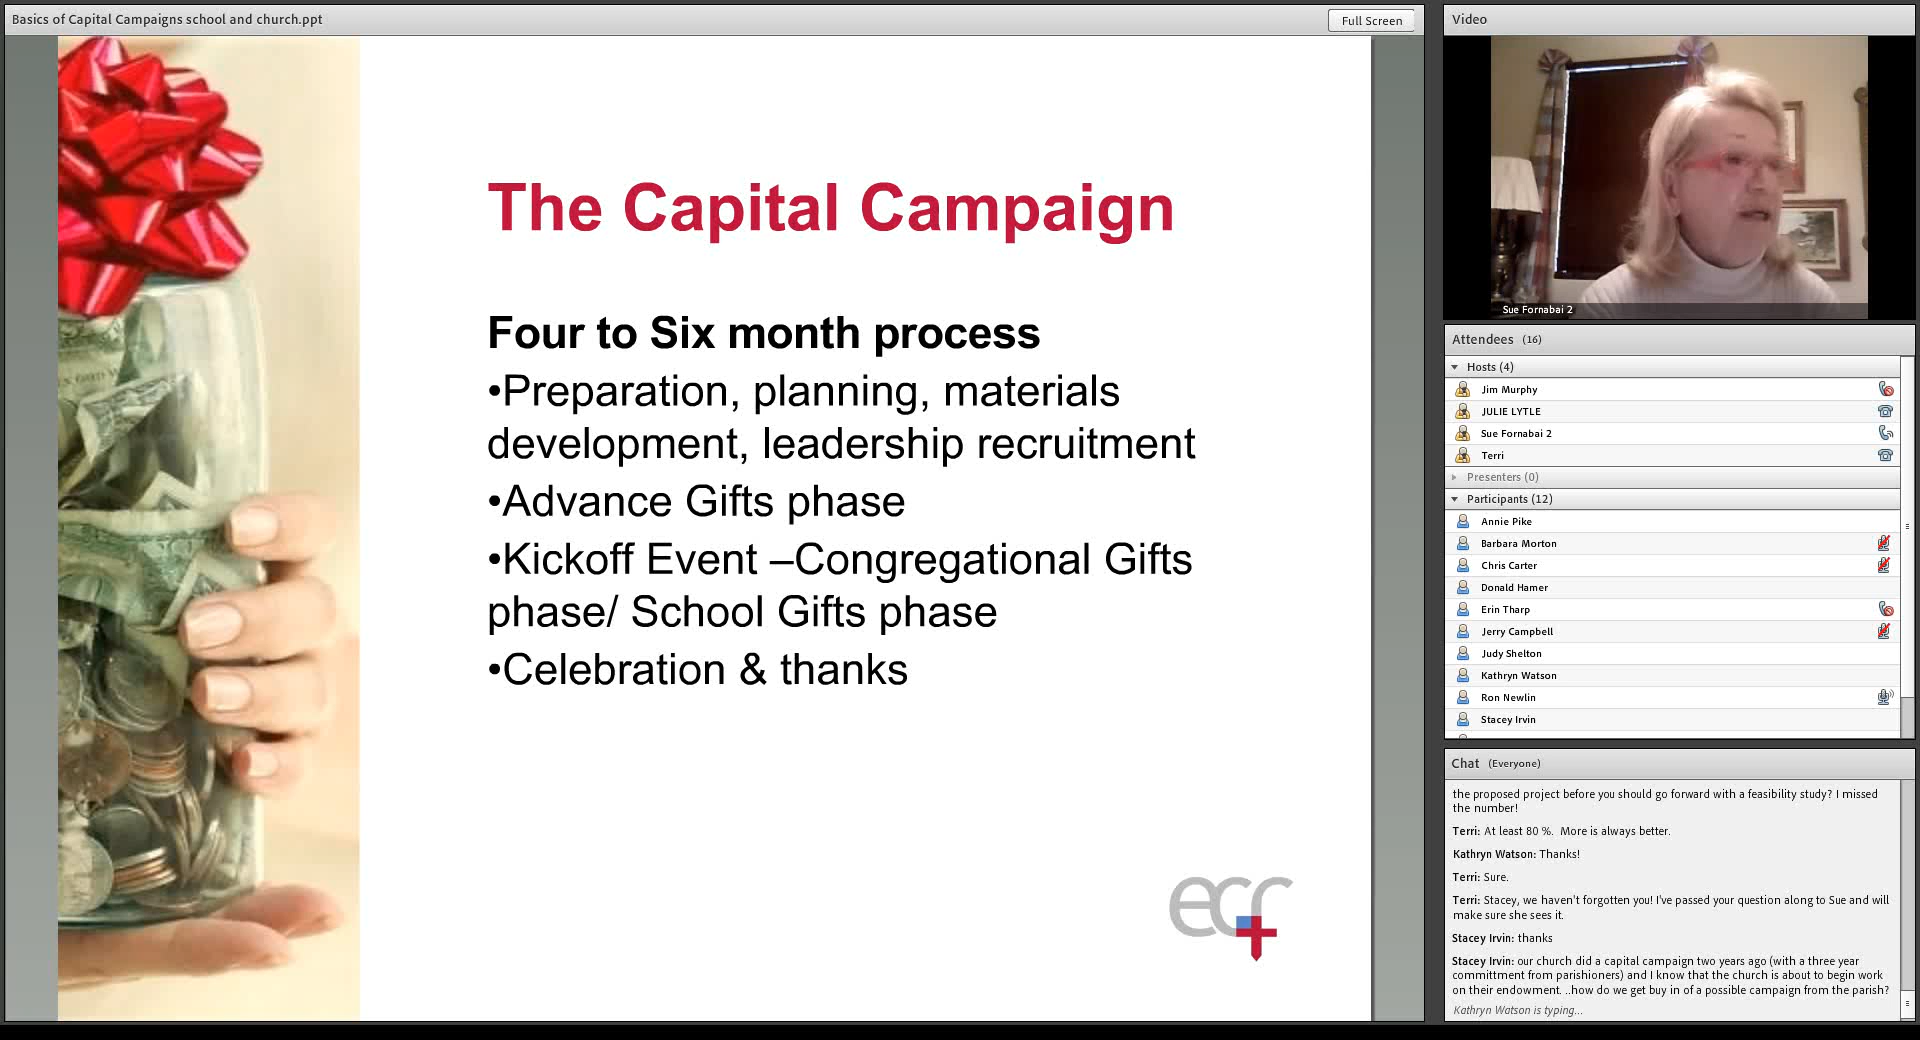 Basics of Capital Campaigns school and church.ppt
Full Screen
The Capital Campaign
Four to Six month process
•Preparation, planning, materials
development, leadership recruitment
•Advance Gifts phase
•Kickoff Event –Congregational Gifts
phase/ School Gifts phase
•Celebration & thanks
ecf
Video
Sue Fornabai 2
Attendees (16)
Hosts (4)
Jim Murphy
JULIE LYTLE
Sue Fornabai 2
Terri
Presenters (0)
Participants (12)
Annie Pike
Barbara Morton
Chris Carter
Donald Hamer
Erin Tharp
Jerry Campbell
Judy Shelton
Kathryn Watson
Ron Newlin
Stacey Irvin
Chat (Everyone)
the proposed project before you should go forward with a feasibility study? I missed
the number!
Terri: At least 80 %. More is always better.
Kathryn Watson: Thanks!
Terri: Sure.
Terri: Stacey, we haven't forgotten you! I've passed your question along to Sue and will
make sure she sees it.
Stacey Irvin: thanks
Stacey Irvin: our church did a capital campaign two years ago (with a three year
committment from parishioners) and I know that the church is about to begin work
on their endowment. ..how do we get buy in of a possible campaign from the parish?
Kathryn Watson is typing...